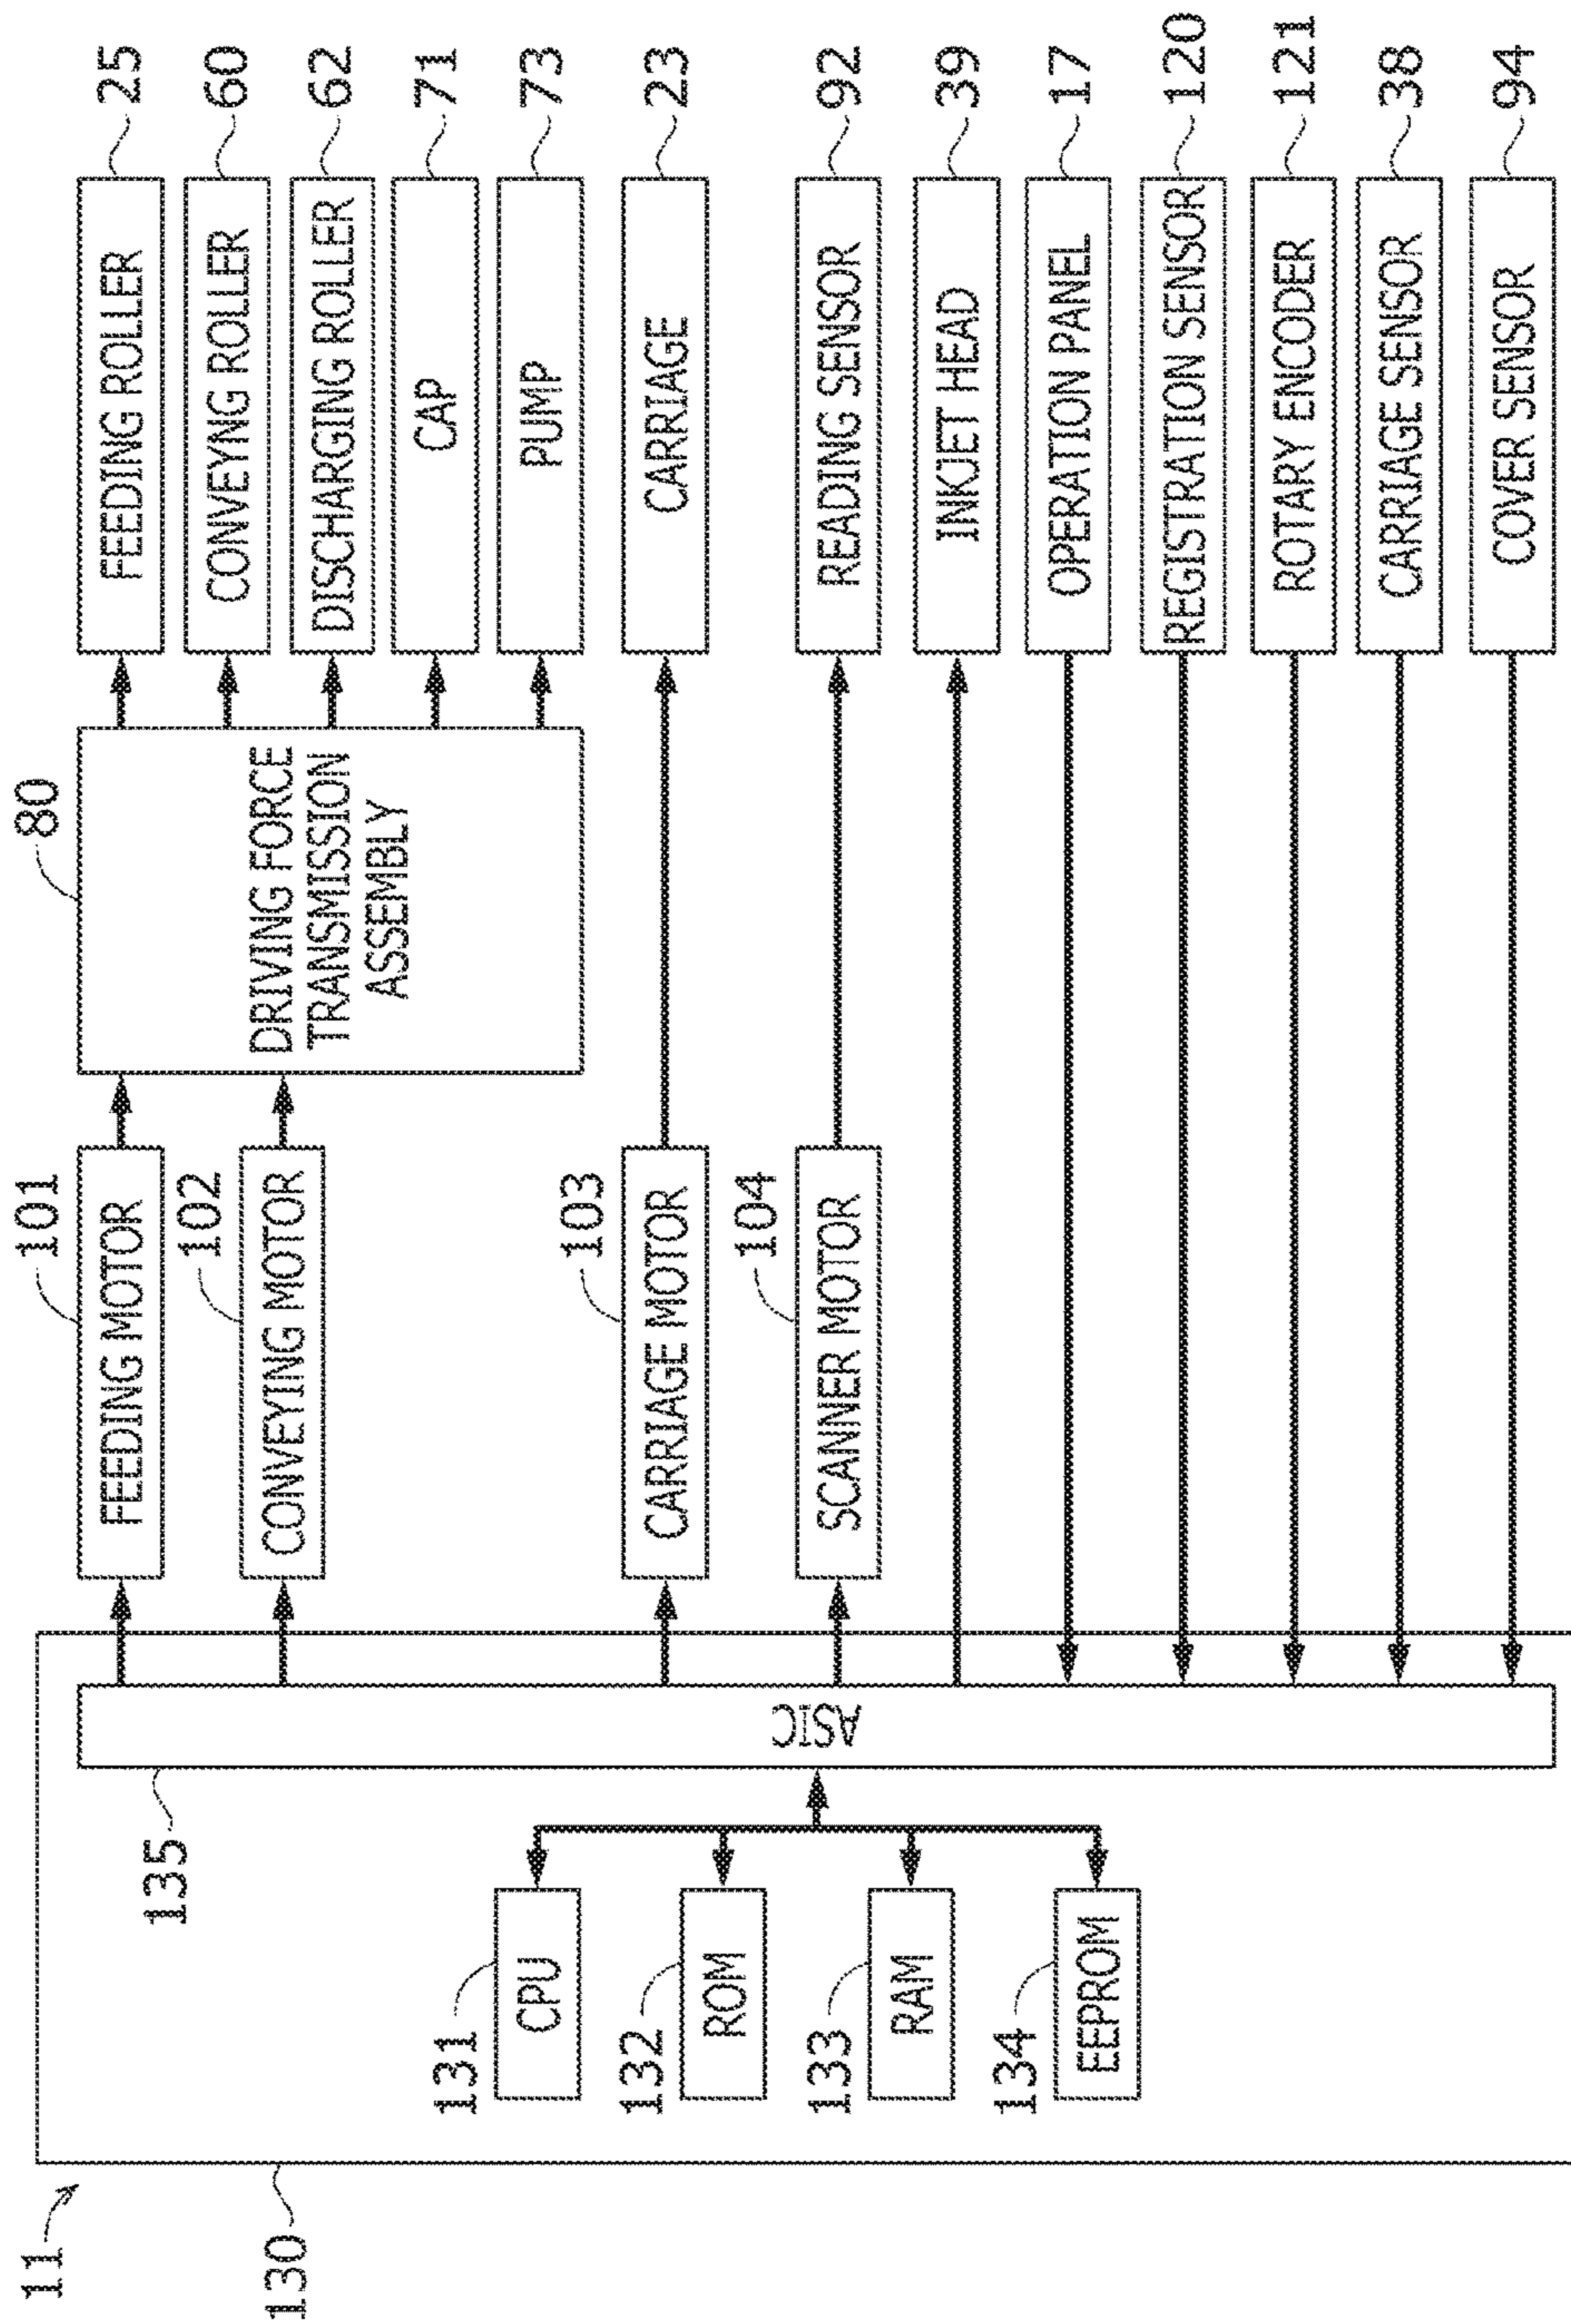 11
130
135
131
CPU
132
ROM
133
RAM
134
EEPROM
ASIC
101
FEEDING MOTOR
102
CONVEYING MOTOR
103
CARRIAGE MOTOR
104
SCANNER MOTOR
80
DRIVING FORCE
TRANSMISSION
ASSEMBLY
FEEDING ROLLER
25
CONVEYNG ROLLER
60
DISCHARGING ROLLER
62
CAP
71
PUMP
73
CARRIAGE
23
READING SENSOR
92
INKJET HEAD
39
OPERATION PANEL
17
REGISTRATION SENSOR
120
ROTARY ENCODER
121
CARRIAGE SENSOR
38
COVER SENSOR
94